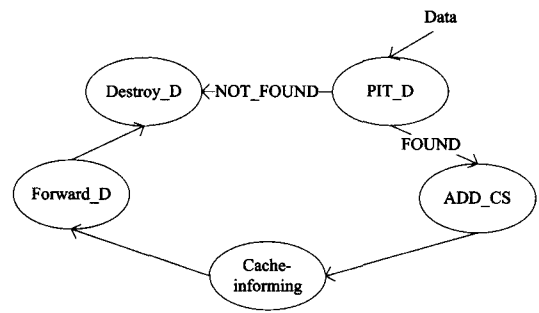 Data
Destroy_D
NOT_FOUND
PIT_D
FOUND
Forward_D
ADD_CS
Cache-
informing